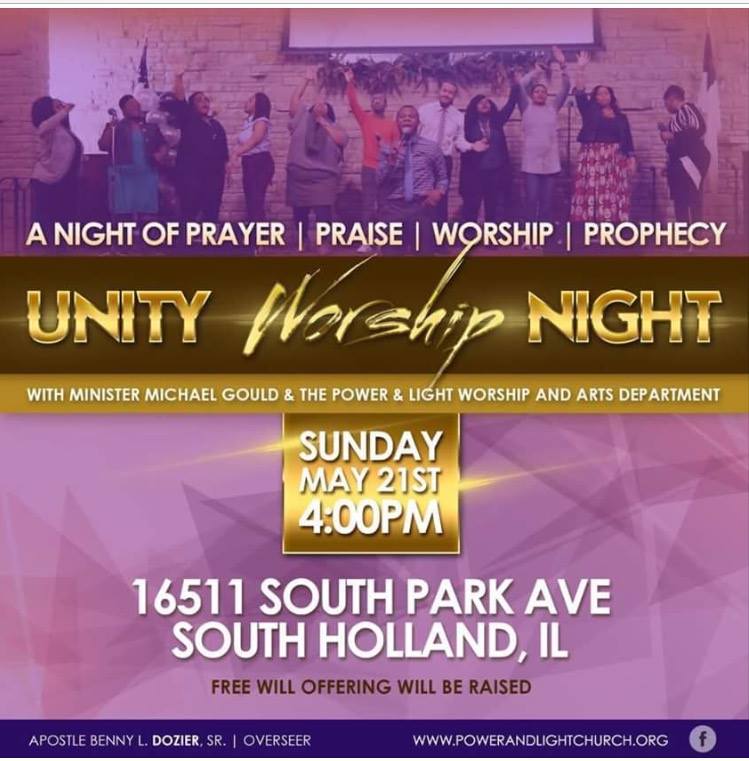 A NIGHT OF PRAYER | PRAISE | WORSHIP | PROPHECY
UNITY Worship NIGHT
WITH MINISTER MICHAEL GOULD & THE POWER & LIGHT WORSHIP AND ARTS DEPARTMENT
SUNDAY
MAY 21ST
4:00PM
16511 SOUTH PARK AVE
SOUTH HOLLAND, IL
FREE WILL OFFERING WILL BE RAISED
APOSTLE BENNY L. DOZIER, SR. | OVERSEER WWW.POWERANDLIGHTCHURCH.ORG f